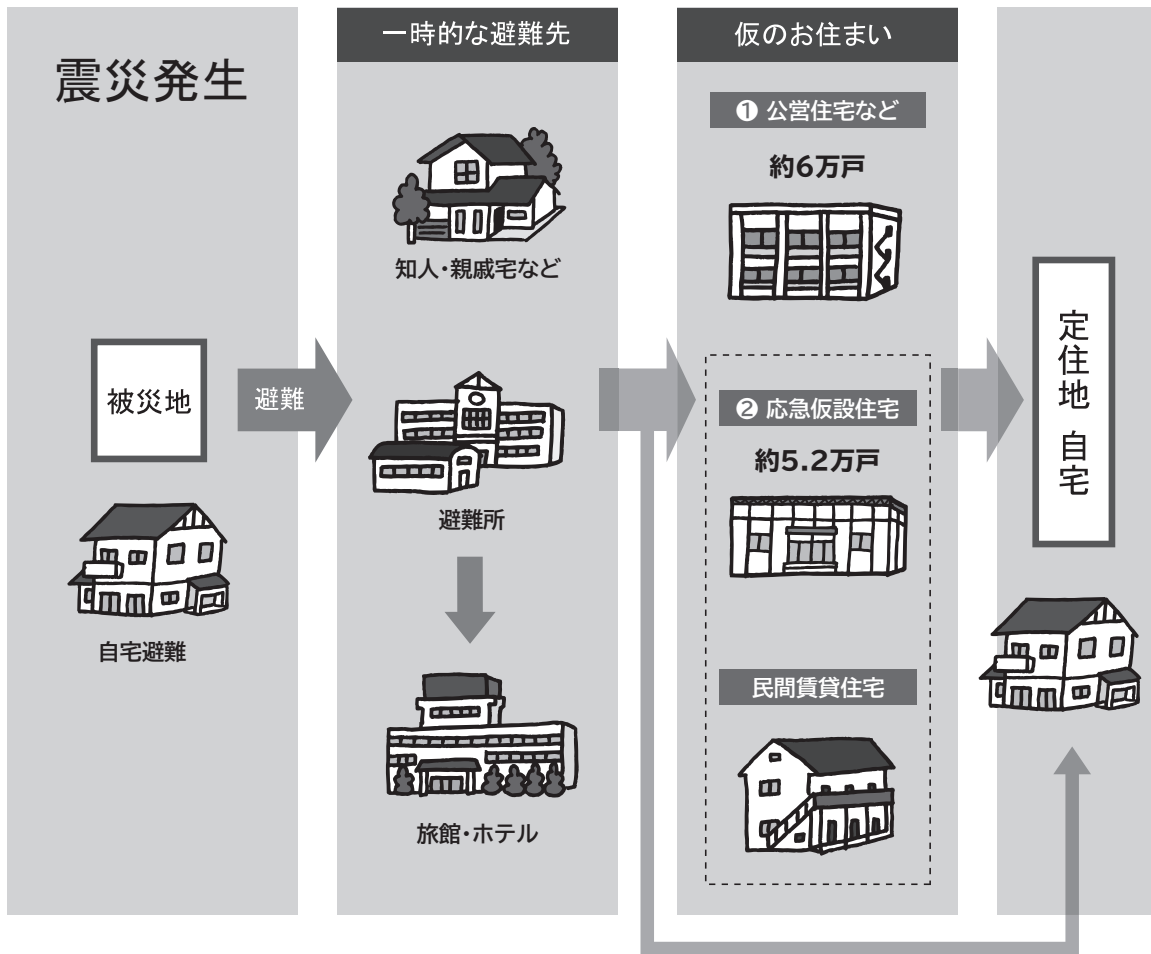 震災発生
被災地
自宅避難
避難
一時的な避難先
知人・親戚宅など
避難所
旅館・ホテル
仮のお住まい
❶ 公営住宅など
約6万戸
❷ 応急仮設住宅
約5.2万戸
民間賃貸住宅
定住地 自宅